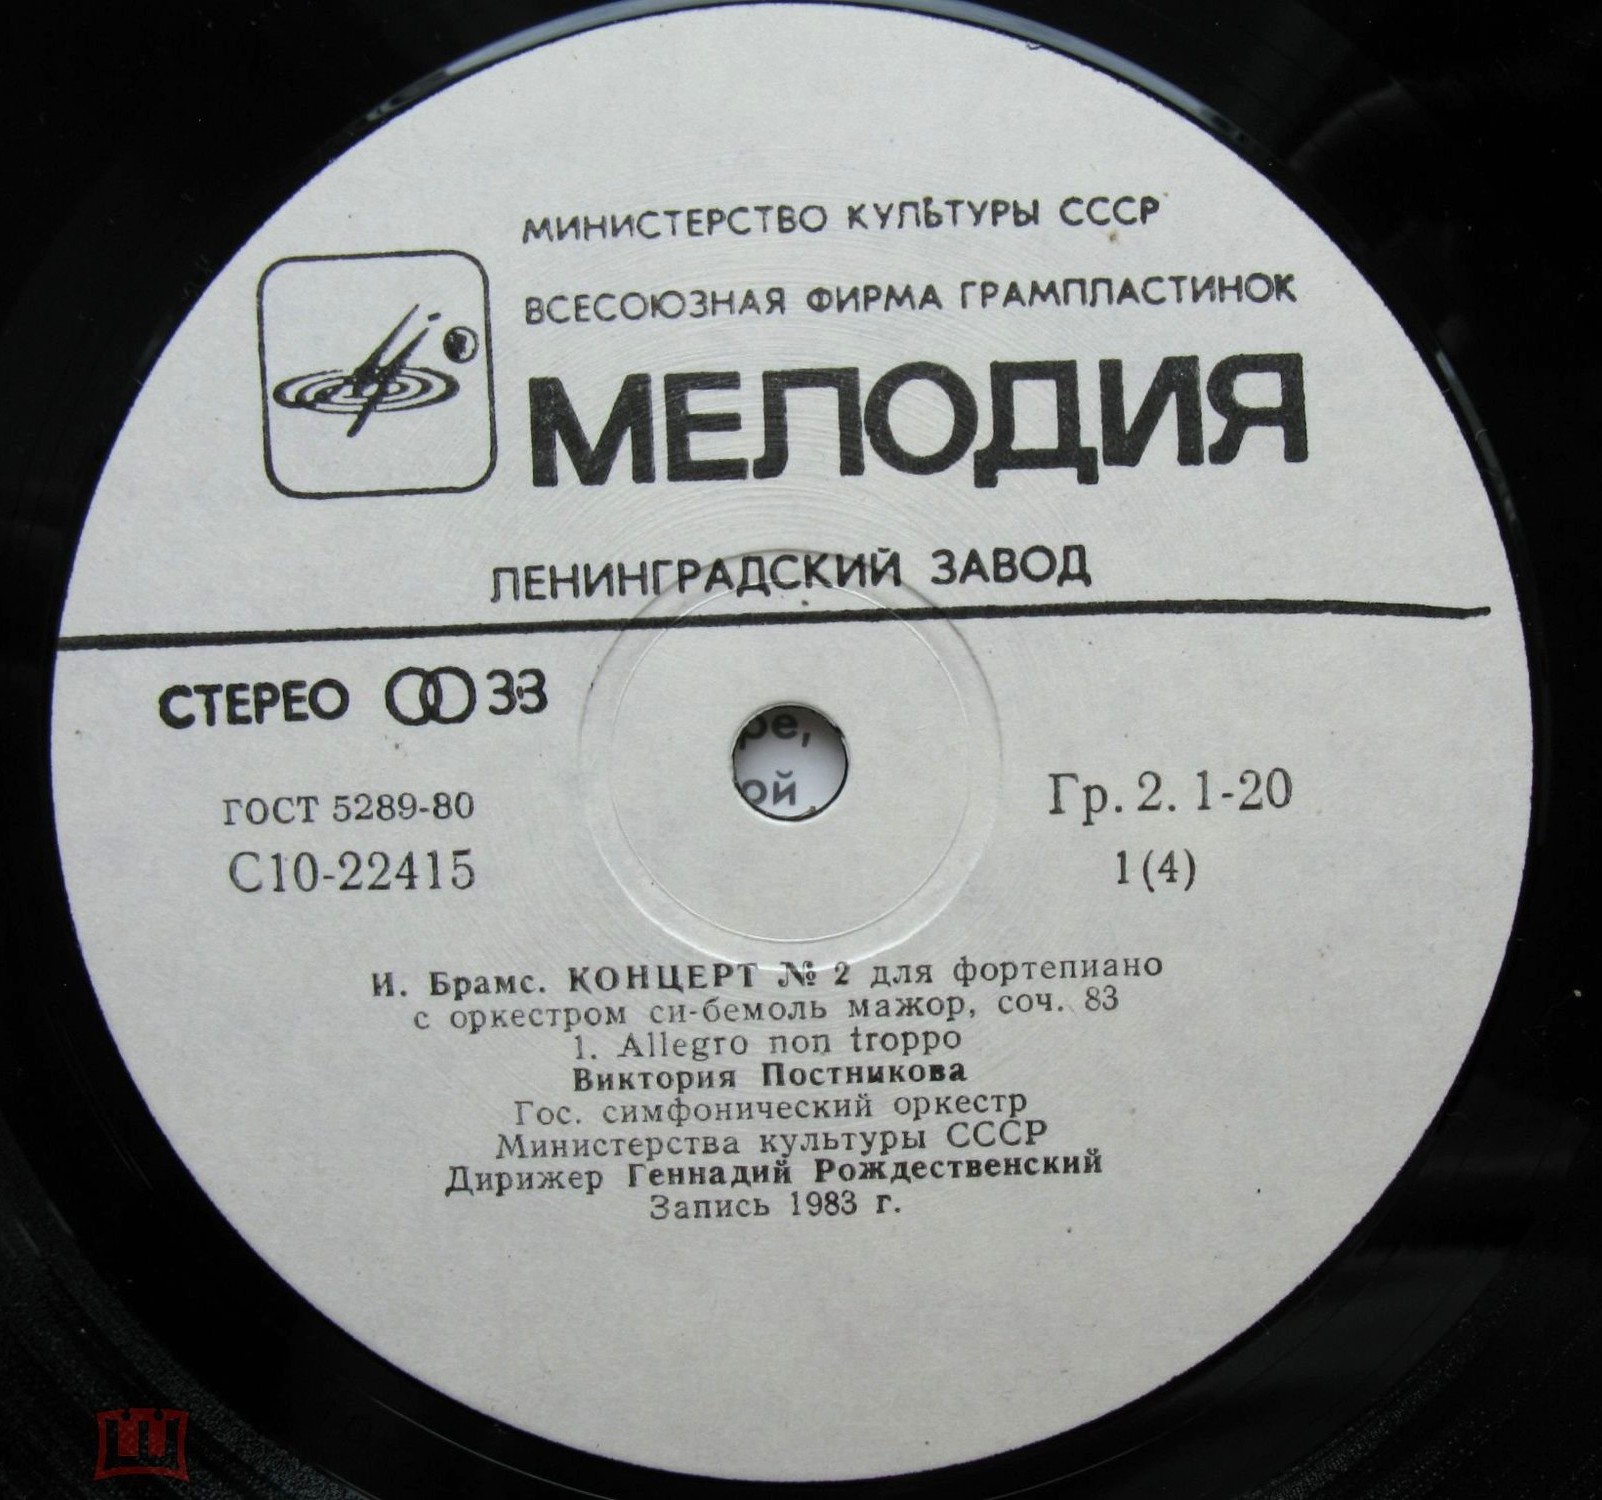 МИНИСТЕРСТВО КУЛЬТУРЫ СССР
ВСЕСОЮЗНАЯ ФИРМА ГРАМПЛАСТИНОК
МЕЛОДИЯ
ЛЕНИНГРАДСКИЙ ЗАВОД
СТЕРЕО 33
ГОСТ 5289-80
С10-22415
Гр. 2. 1-20
1(4)
ре,
ой
И. Брамс. КОНЦЕРТ № 2 для фортепиано
с оркестром си-бемоль мажор, соч. 83
1. Allegro non troppo
Виктория Постникова
Гос. симфонический оркестр
Министерства культуры СССР
Дирижер Геннадий Рождественский
Запись 1983 г.